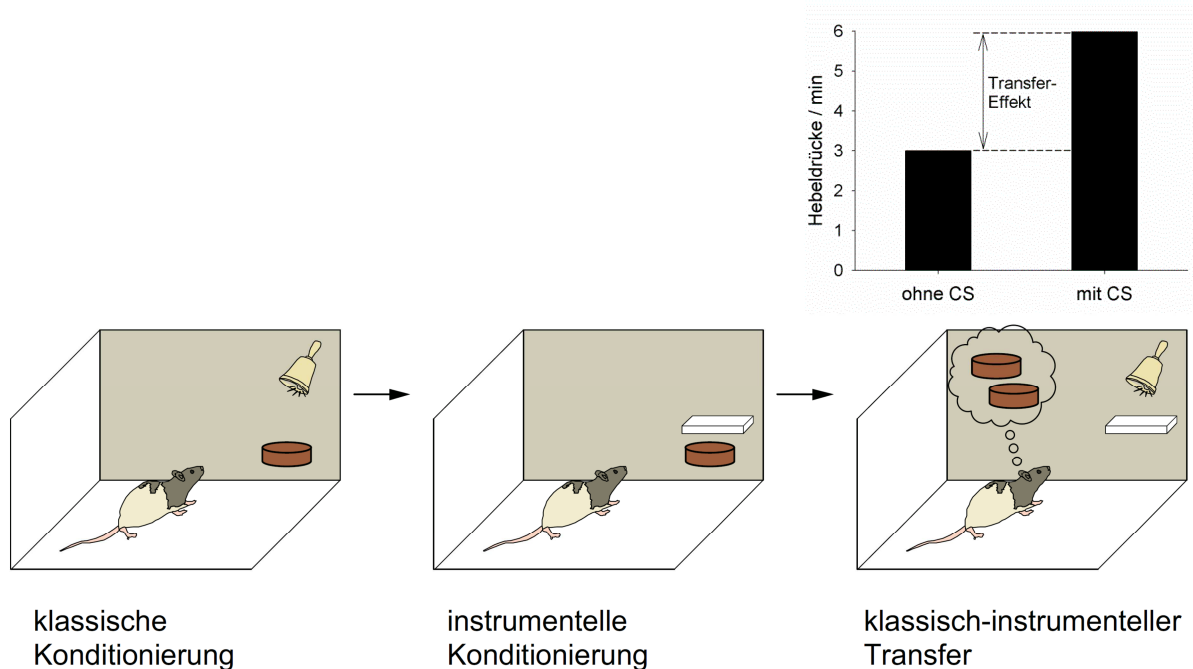 6
5
4
3
2
1
0
Hebeldrücke / min
Transfer-
Effekt
ohne CS
mit CS
klassische
Konditionierung
instrumentelle
Konditionierung
klassisch-instrumenteller
Transfer